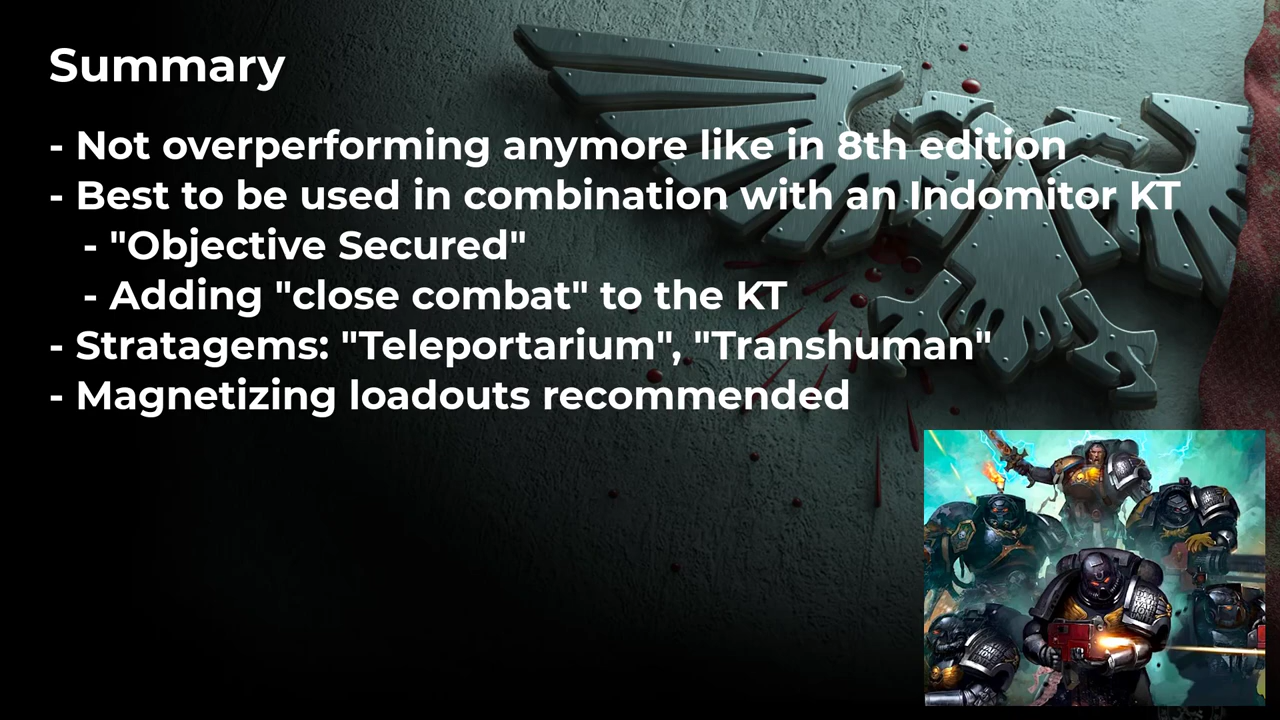 Summary
- Not overperforming anymore like in 8th edition
- Best to be used in combination with an Indomitor KT
- "Objective Secured"
- Adding "close combat" to the KT
- Stratagems: "Teleportarium", "Transhuman"
- Magnetizing loadouts recommended